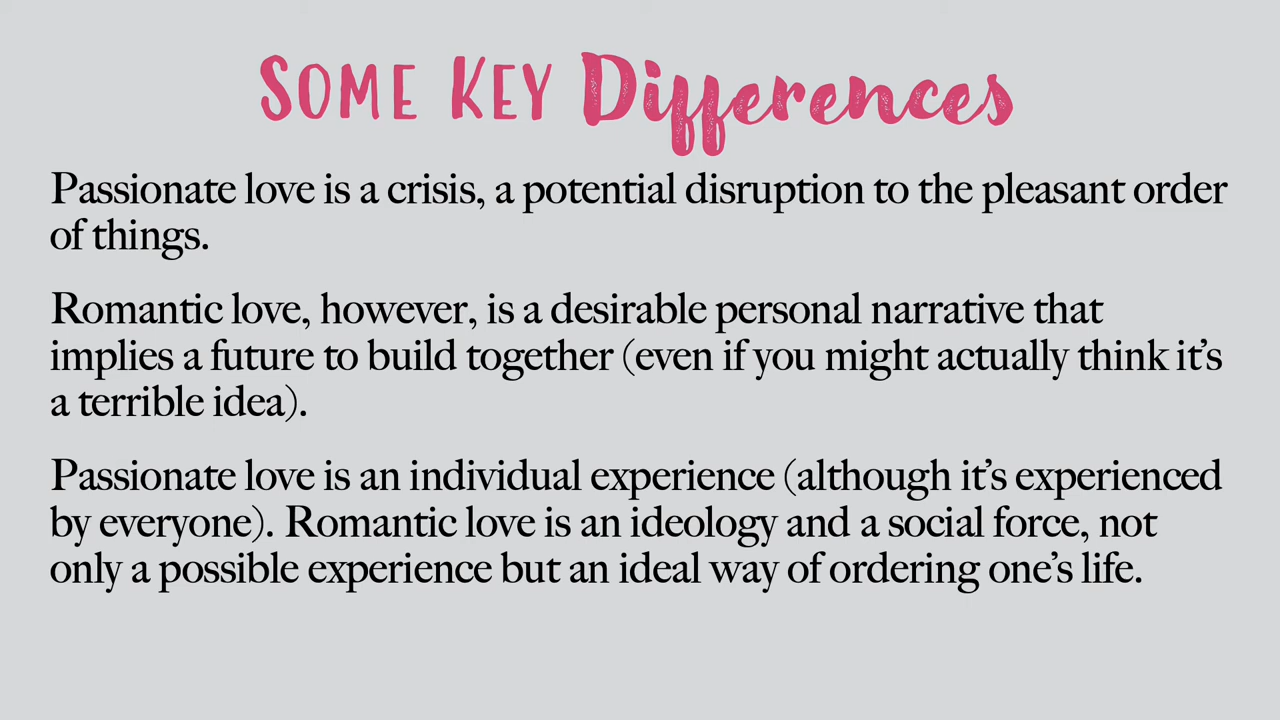 SOME KEY Differences
Passionate love is a crisis, a potential disruption to the pleasant order
of things.
Romantic love, however, is a desirable personal narrative that
implies a future to build together (even if you might actually think it’s
a terrible idea).
Passionate love is an individual experience (although it’s experienced
by everyone). Romantic love is an ideology and a social force, not
only a possible experience but an ideal way of ordering one’s life.